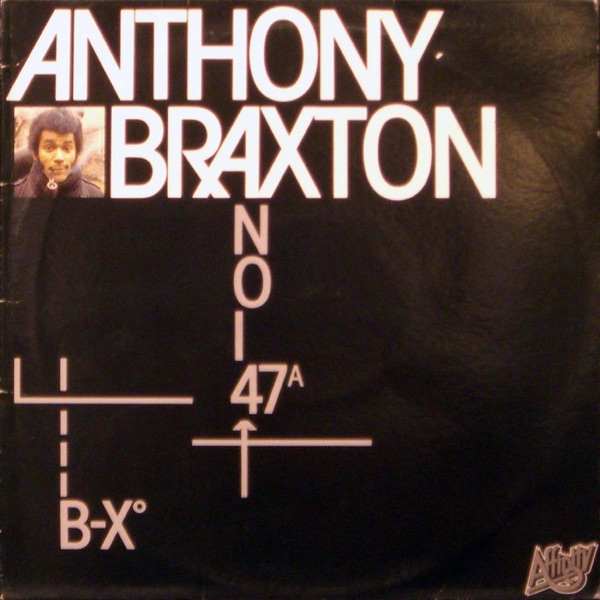 ANTHONY
BRAXTON
N
O
I
47A
B-X°
Affinity